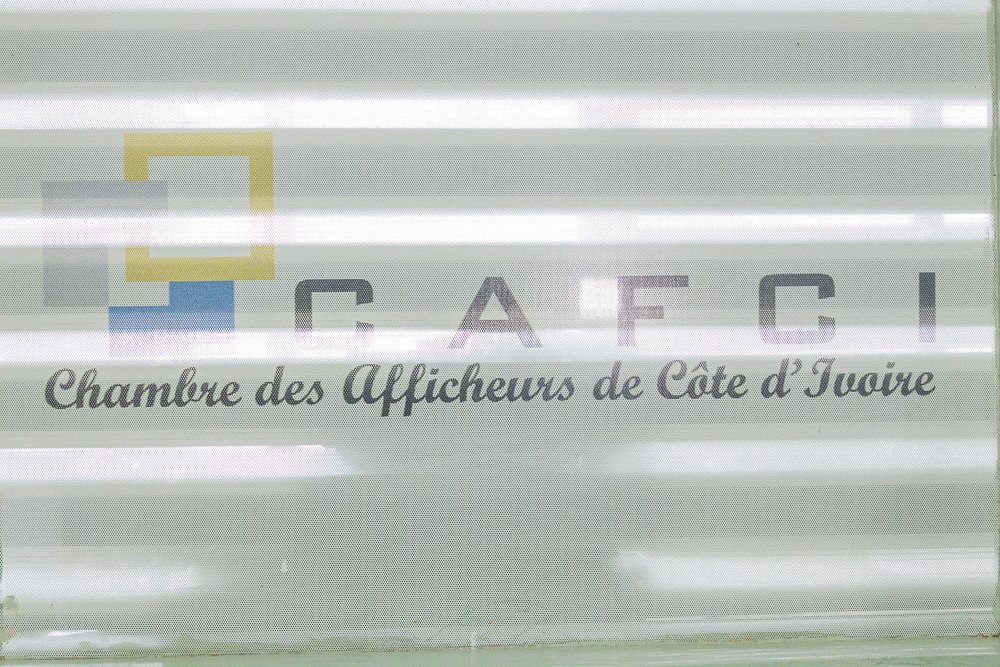 CAFCI
Chambre des Afficheurs de Côte d'Ivoire